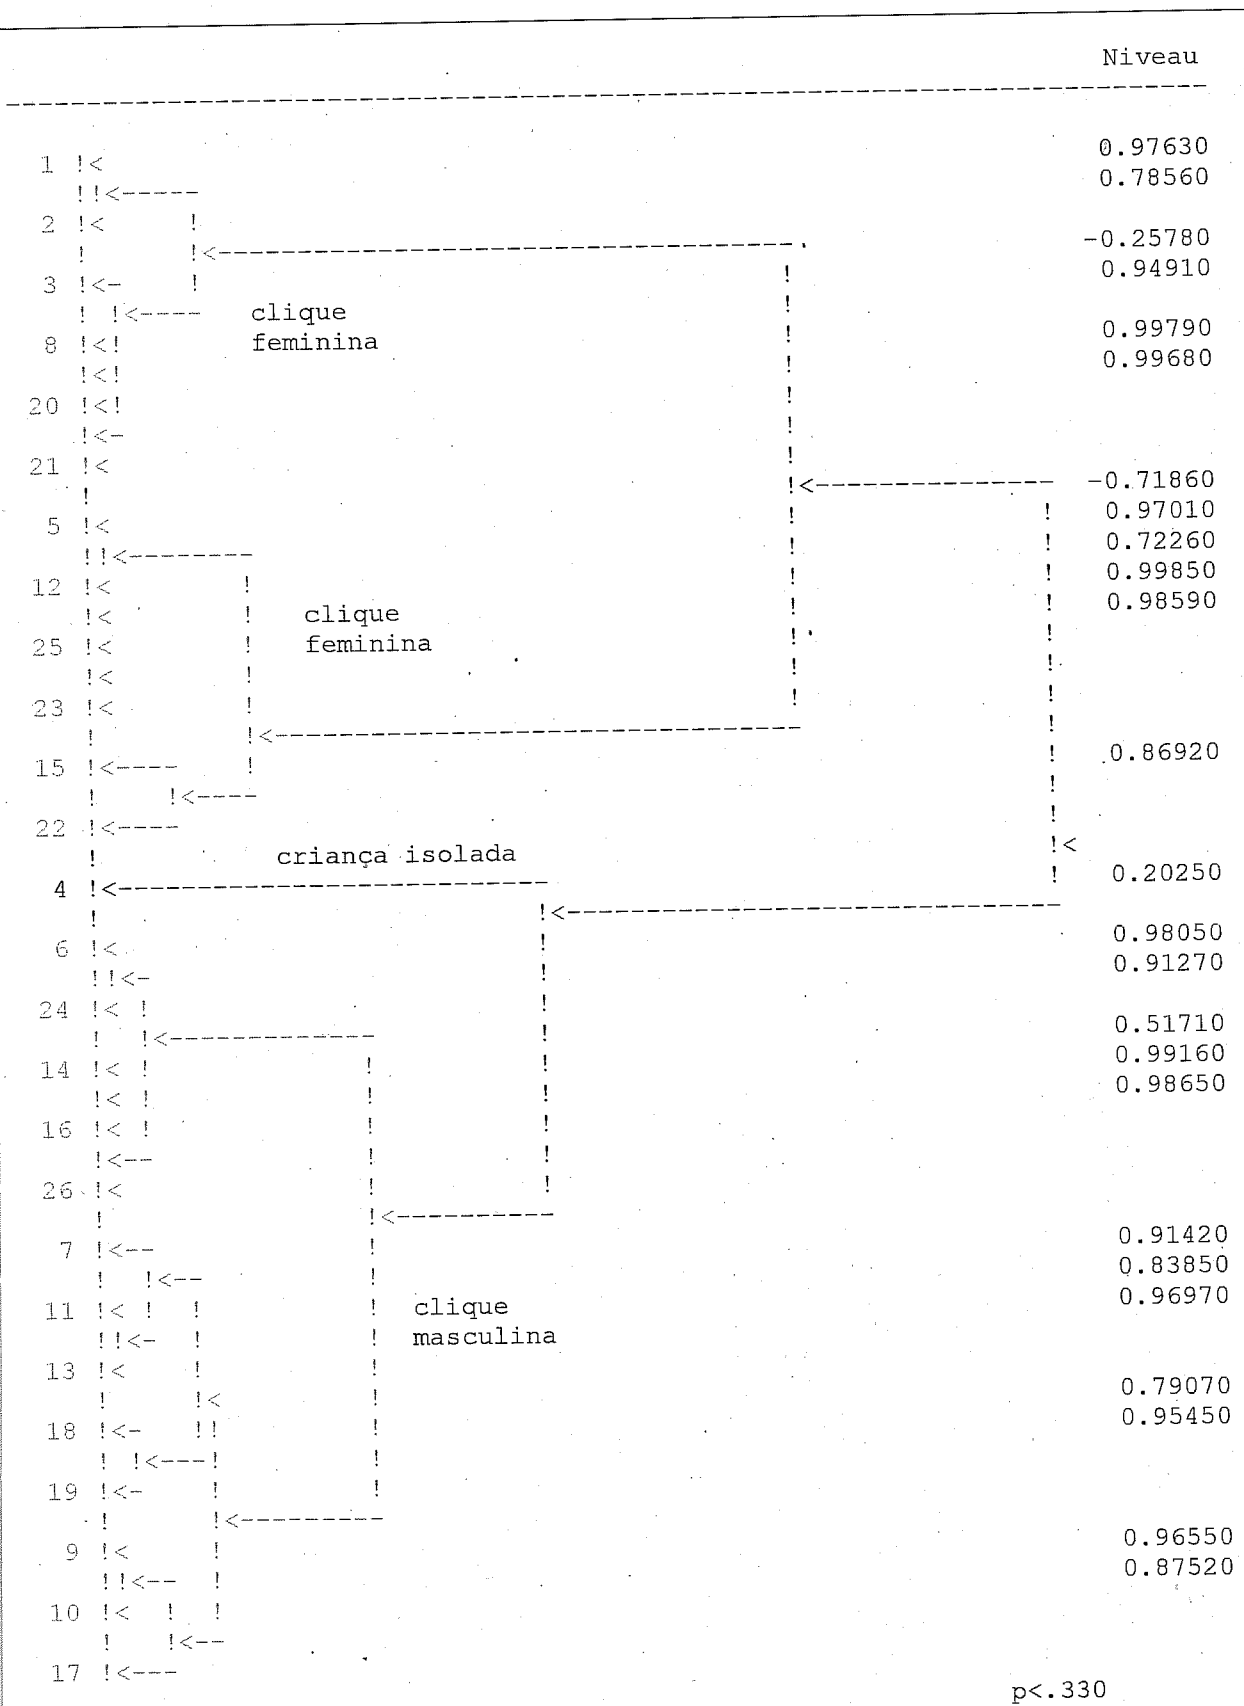 Niveau
--------------------------------------------------------------------------
0.97630
1 !<
0.78560
!!<-----
2 !< !
-0.25780
! !<------------------------------------
0.94910
3 !<- ! !
! !<---- clique !
0.99790
8 !<! feminina !
0.99680
!<! !
20 !<! !
!<- !
21 !< !
! !<--------------- -0.71860
5 !< ! ! 0.97010
!!<-------- ! ! 0.72260
12 !< ! ! ! 0.99850
!< ! clique ! ! 0.98590
25 !< ! feminina ! !
!< ! ! !
23 !< ! ! !
! !<--------------------------------- !
15 !<---- ! ! 0.86920
! !<---- !
22 !<---- !
! criança isolada !<
4 !<--------------------------- ! 0.20250
! !<-------------------------------
6 !< ! 0.98050
!!<- ! 0.91270
24 !< ! !
! !<------------- ! 0.51710
14 !< ! ! ! 0.99160
!< ! ! ! 0.98650
16 !< ! ! !
!<-- ! !
26 !< ! !
! !<----------
7 !<-- ! 0.91420
! !<-- ! 0.83850
11 !< ! ! ! clique 0.96970
!!<- ! ! masculina
13 !< ! !
! !< ! 0.79070
18 !<- !! ! 0.95450
! !<---! !
19 !<- ! !
! !<---------
9 !< ! 0.96550
!!<-- ! 0.87520
10 !< ! !
! !<--
17 !<---
p<.330